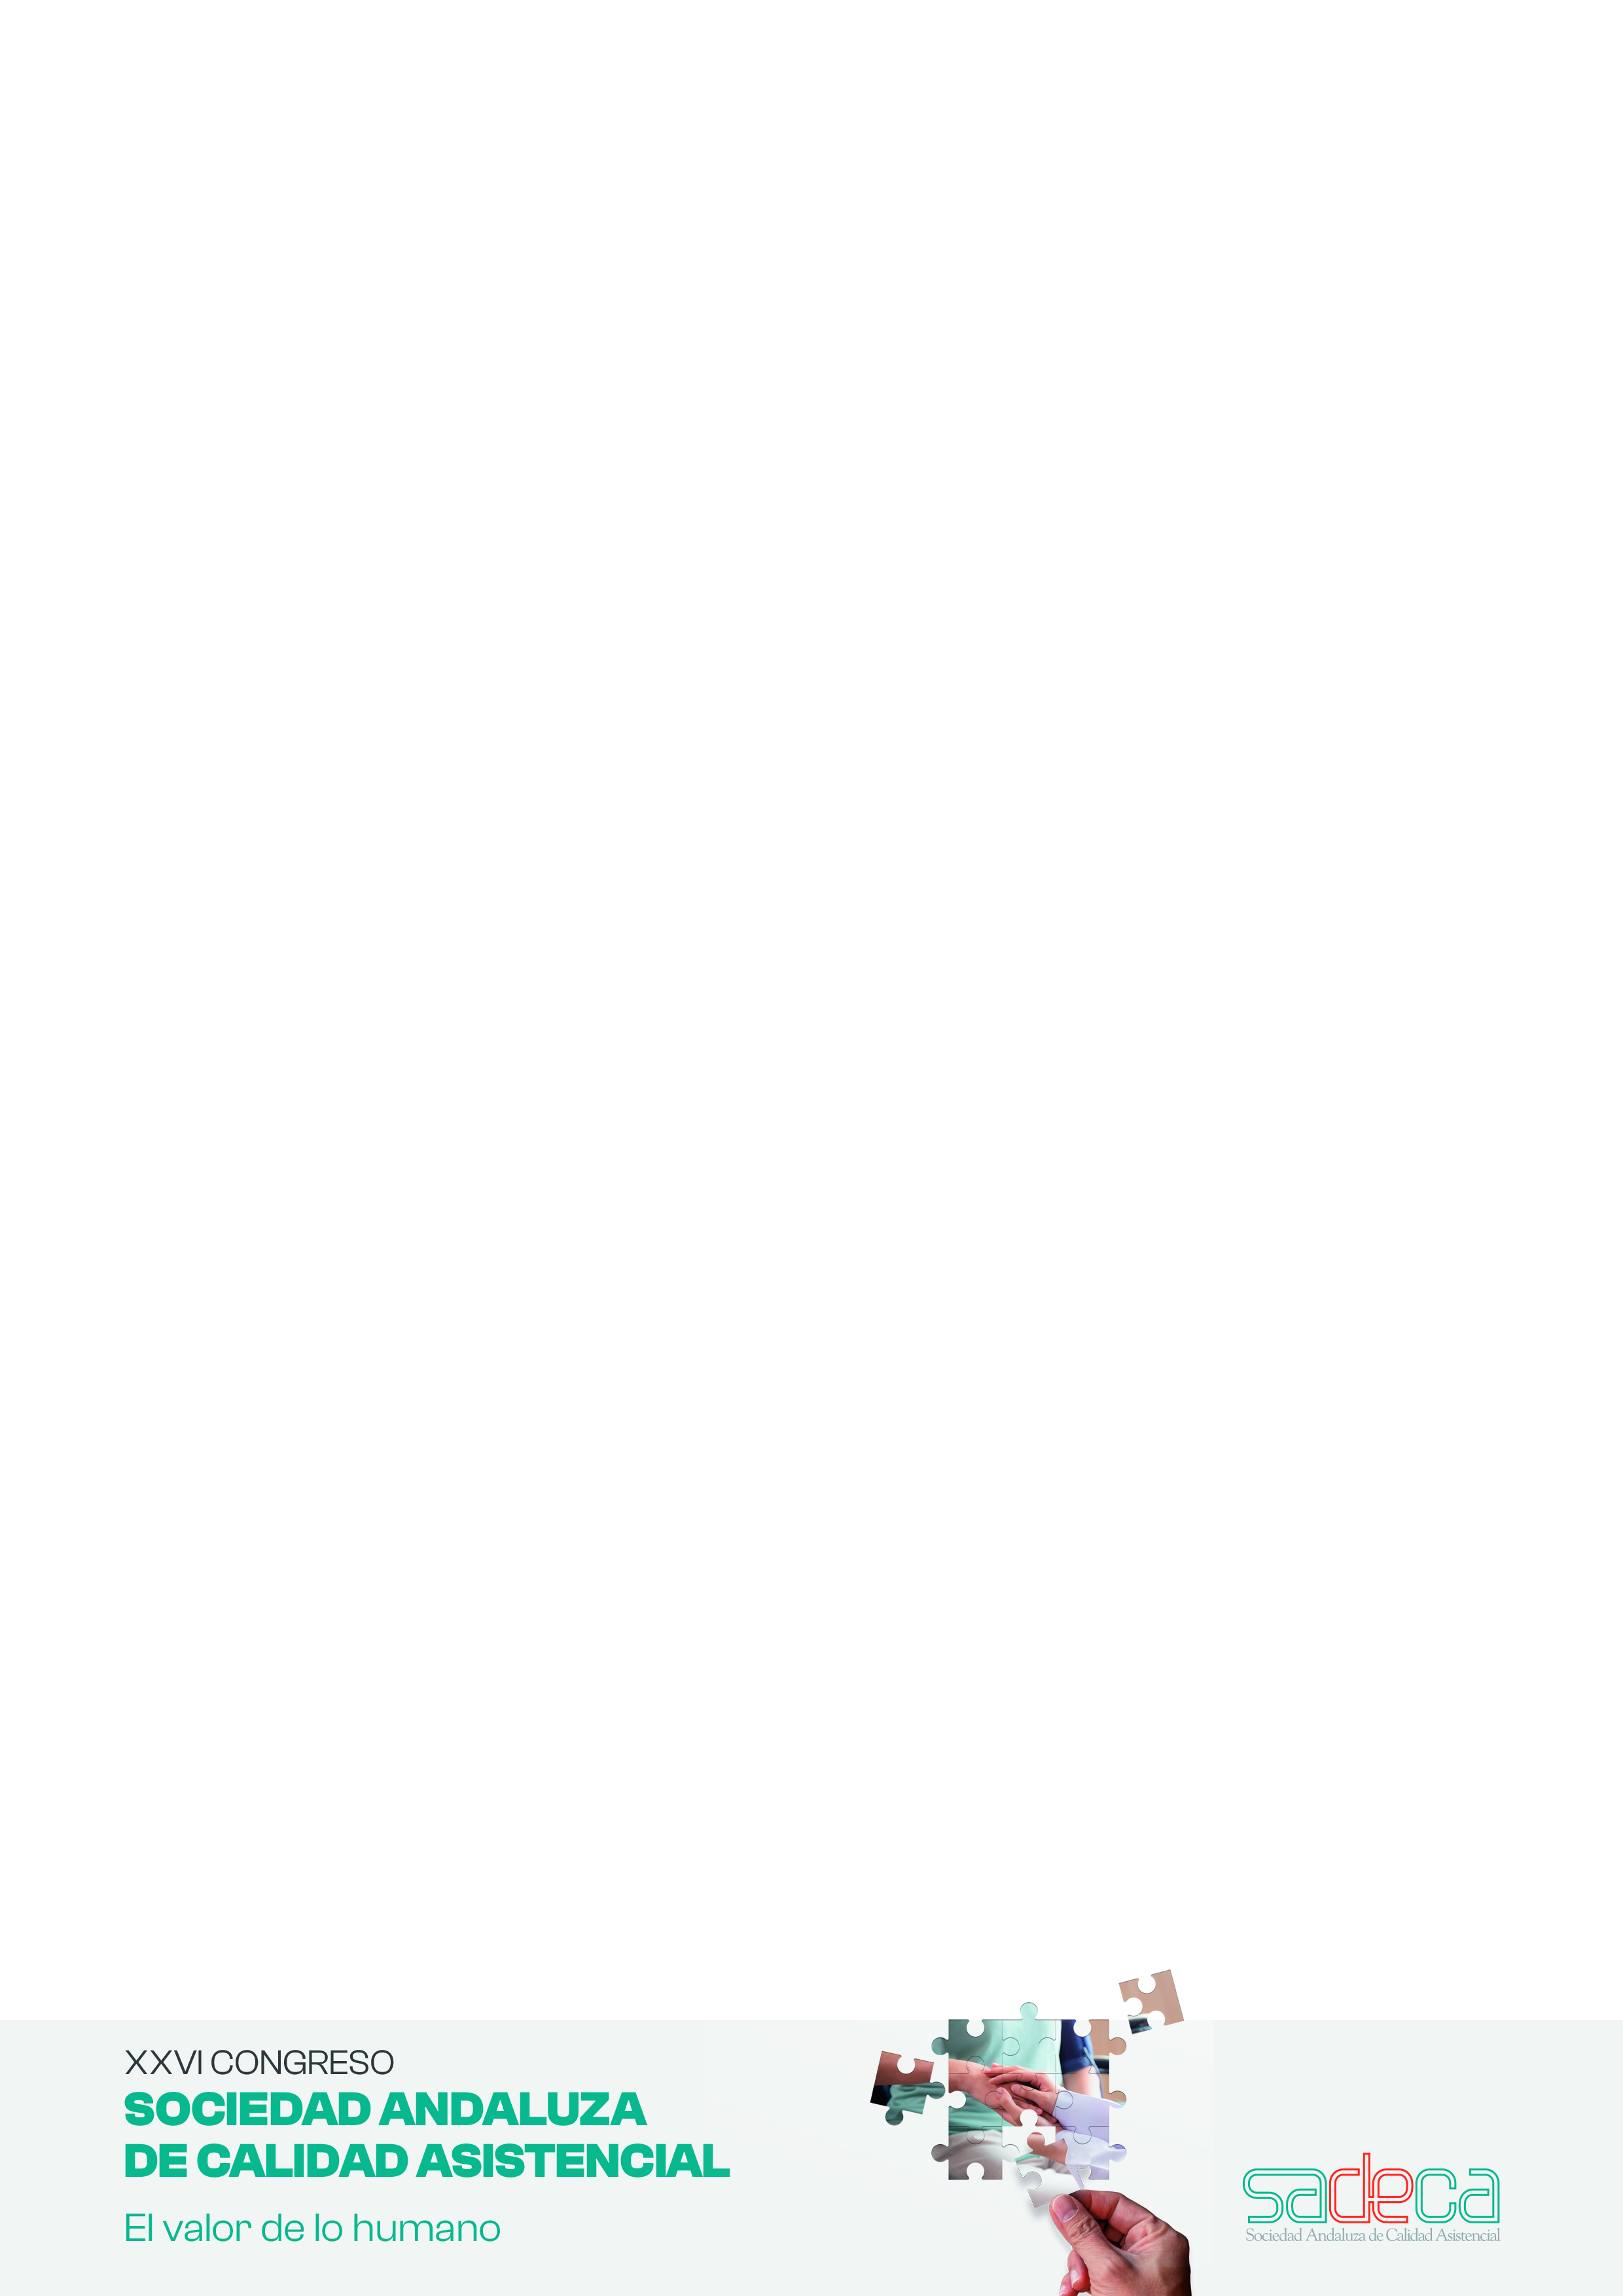 XXVI CONGRESO
SOCIEDAD ANDALUZA
DE CALIDAD ASISTENCIAL
El valor de lo humano
sadeca
Sociedad Andaluza de Calidad Asistencial